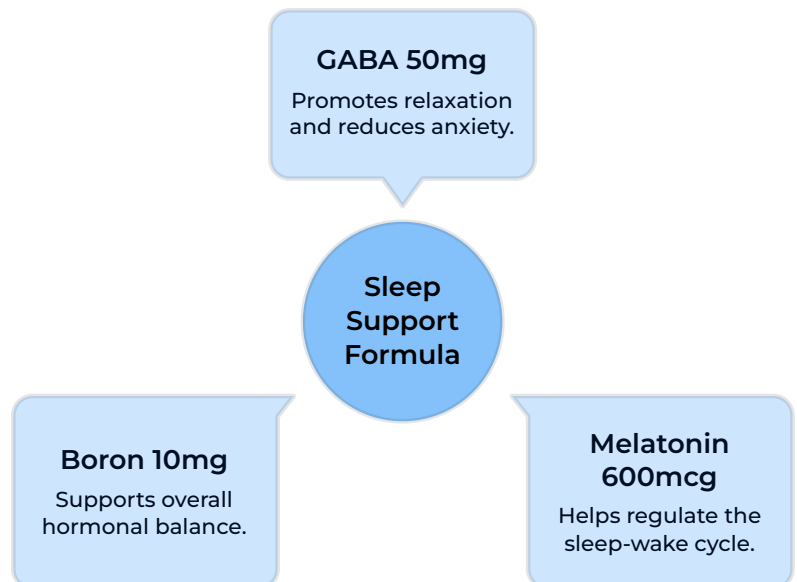 GABA 50mg
Promotes relaxation
and reduces anxiety.
Sleep
Support
Formula
Boron 10mg
Supports overall
hormonal balance.
Melatonin
600mcg
Helps regulate the
sleep-wake cycle.